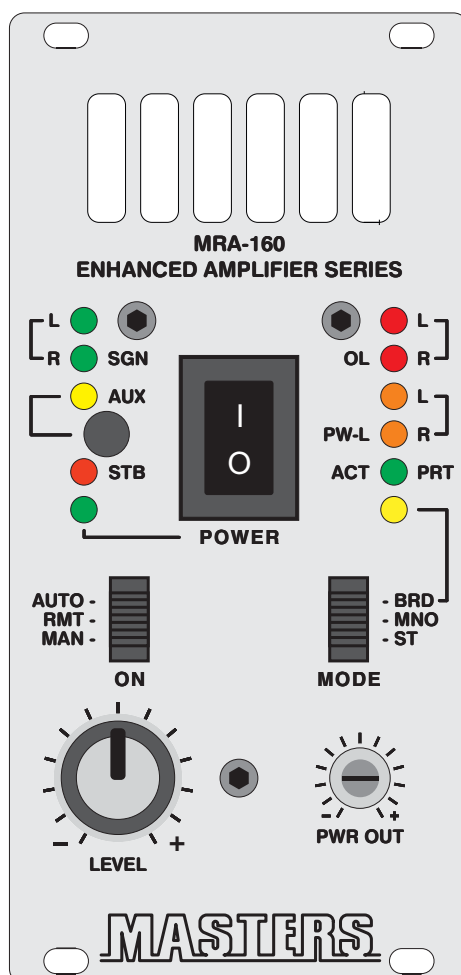 MRA-160
ENHANCED AMPLIFIER SERIES
L L
R SGN OL R
AUX L
I
PW-L R
O
STB ACT PRT
POWER
AUTO - - BRD
RMT - - MNO
MAN - - ST
ON MODE
- + - +
LEVEL PWR OUT
MASTERS